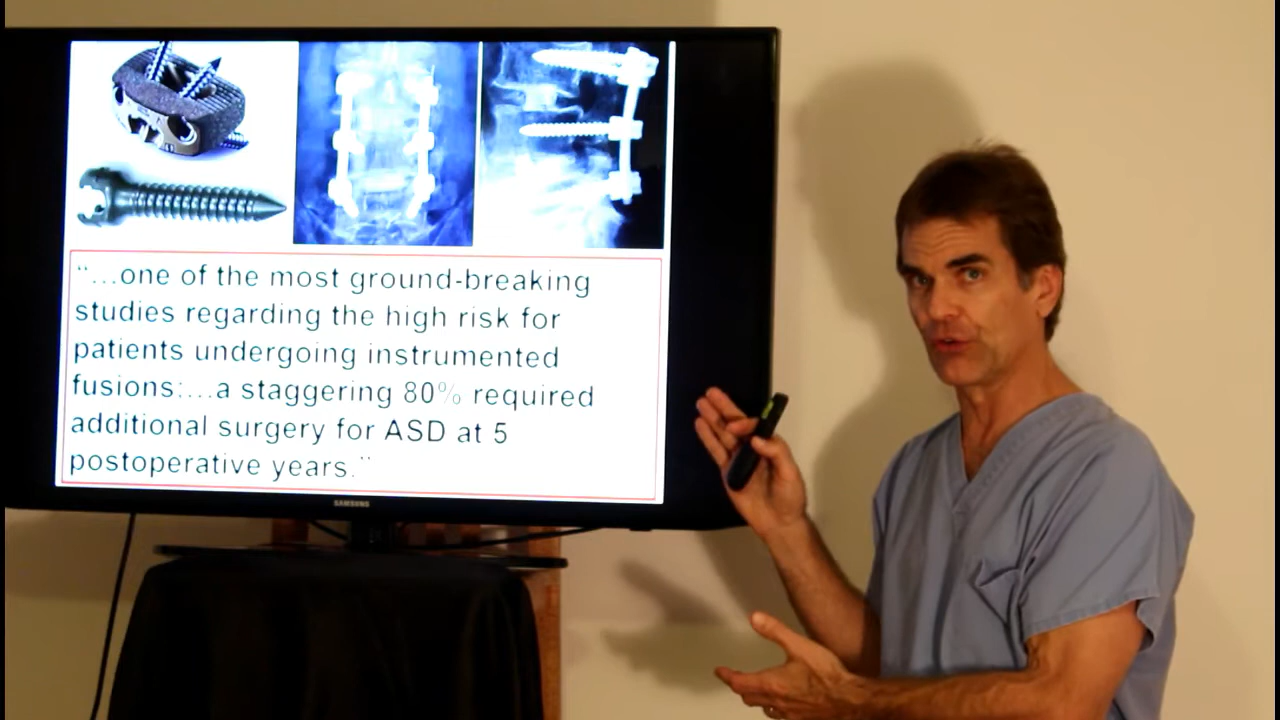 “...one of the most ground-breaking
studies regarding the high risk for
patients undergoing instrumented
fusions:...a staggering 80% required
additional surgery for ASD at 5
postoperative years.”
SAMSUNG